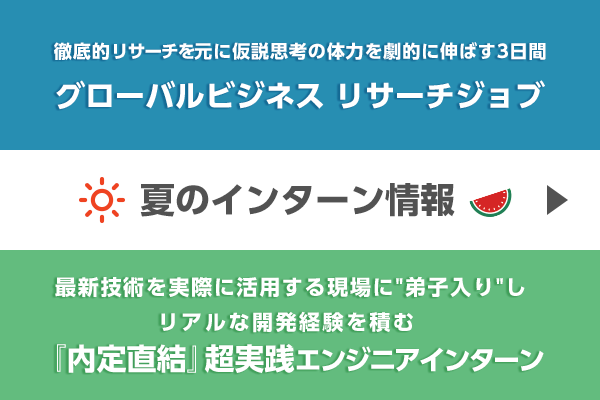 徹底的リサーチを元に仮説思考の体力を劇的に伸ばす3日間
グローバルビジネス リサーチジョブ
夏のインターン情報
最新技術を実際に活用する現場に"弟子入り"し
リアルな開発経験を積む
『内定直結』超実践エンジニアインターン